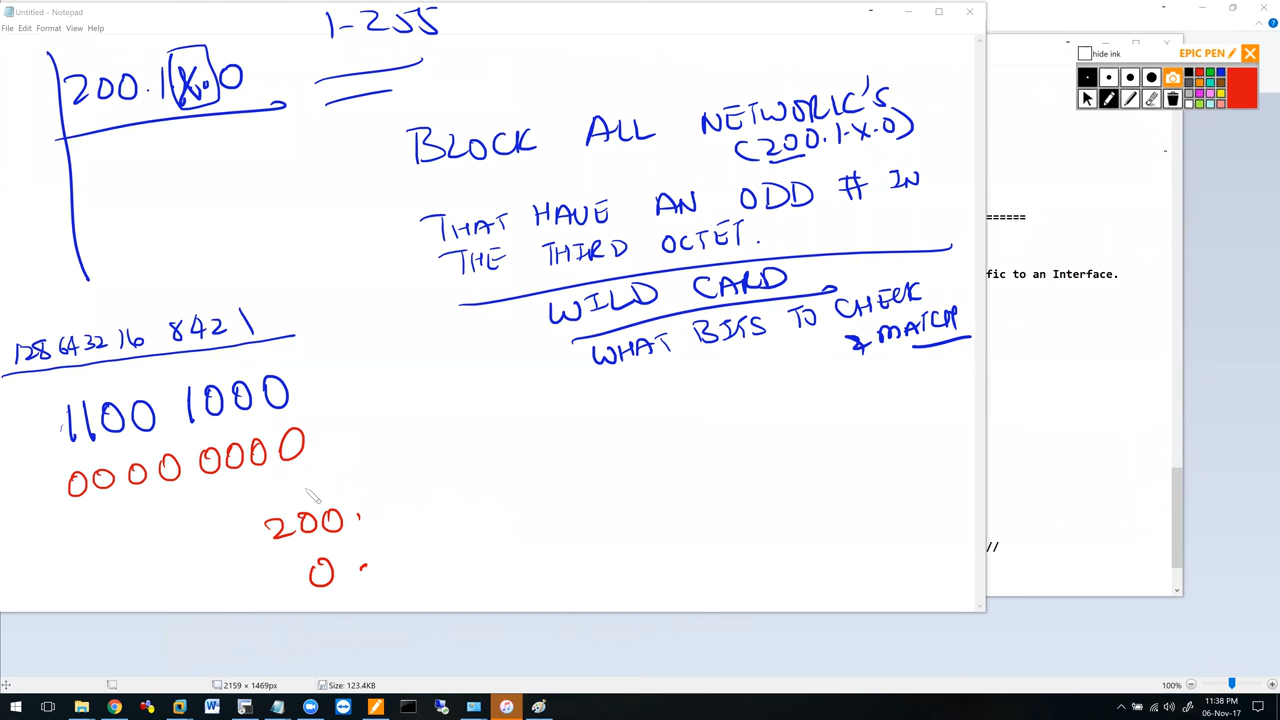 Untitled - Notepad
File Edit Format View Help
hide ink
EPIC PEN
1-255
200.1.X.0
BLOCK ALL NETWORK'S
(200.1.X.0)
THAT HAVE AN ODD # IN
THE THIRD OCTET.
WILD CARD
WHAT BITS TO CHECK
& MATCH
======
fic to an Interface.
128 64 32 16 8 4 2 1
1100 1000
0000 0000
200.
0.
//
2159 × 1469px
Size: 123.4KB
100%
11:38 PM
06-Nov-17